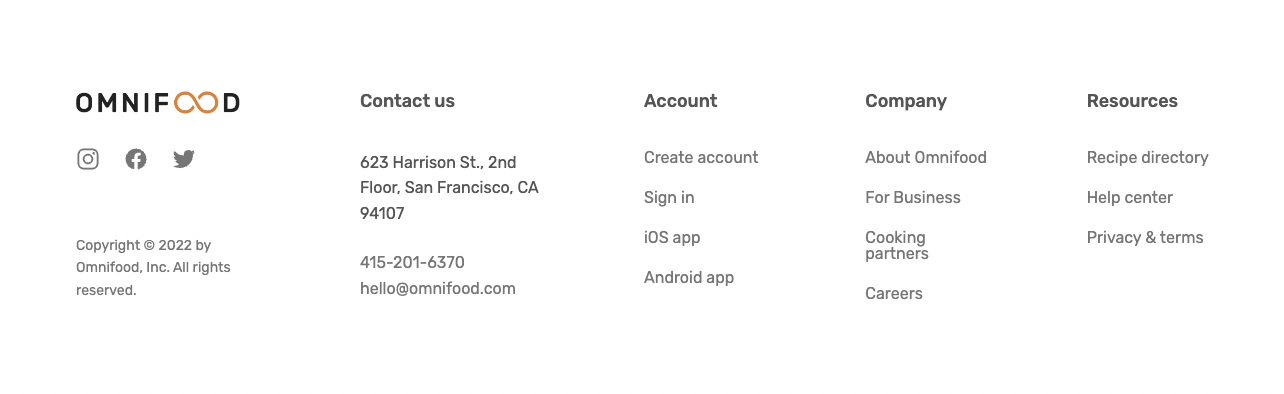 OMNIFOOD
Copyright © 2022 by
Omnifood, Inc. All rights
reserved.
Contact us
623 Harrison St., 2nd
Floor, San Francisco, CA
94107
415-201-6370
hello@omnifood.com
Account
Create account
Sign in
iOS app
Android app
Company
About Omnifood
For Business
Cooking
partners
Careers
Resources
Recipe directory
Help center
Privacy & terms